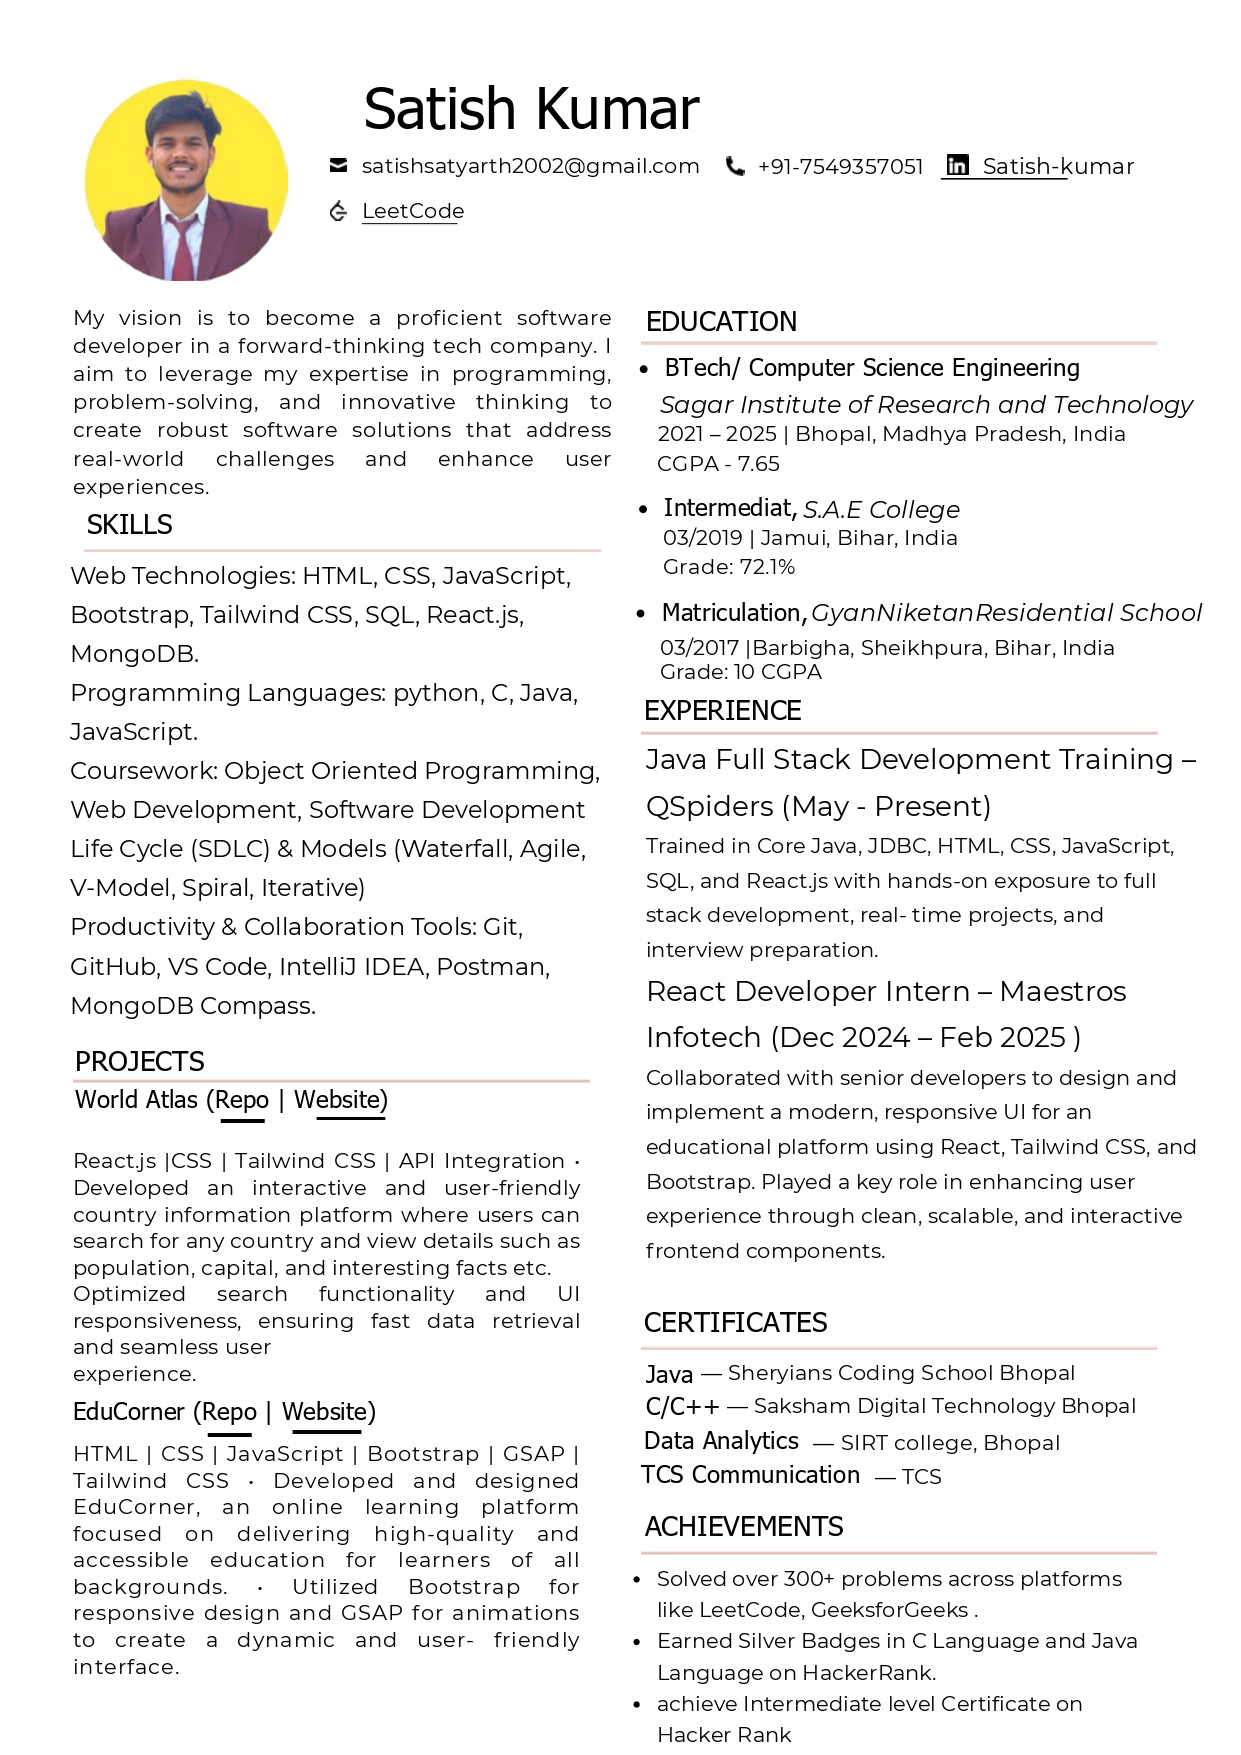 Satish Kumar
satishsatyarth2002@gmail.com +91-7549357051 Satish-kumar
LeetCode
My vision is to become a proficient software
developer in a forward-thinking tech company. I
aim to leverage my expertise in programming,
problem-solving, and innovative thinking to
create robust software solutions that address
real-world challenges and enhance user
experiences.
SKILLS
Web Technologies: HTML, CSS, JavaScript,
Bootstrap, Tailwind CSS, SQL, React.js,
MongoDB.
Programming Languages: python, C, Java,
JavaScript.
Coursework: Object Oriented Programming,
Web Development, Software Development
Life Cycle (SDLC) & Models (Waterfall, Agile,
V-Model, Spiral, Iterative)
Productivity & Collaboration Tools: Git,
GitHub, VS Code, IntelliJ IDEA, Postman,
MongoDB Compass.
PROJECTS
World Atlas (Repo | Website)
React.js |CSS | Tailwind CSS | API Integration •
Developed an interactive and user-friendly
country information platform where users can
search for any country and view details such as
population, capital, and interesting facts etc.
Optimized search functionality and UI
responsiveness, ensuring fast data retrieval
and seamless user
experience.
EduCorner (Repo | Website)
HTML | CSS | JavaScript | Bootstrap | GSAP |
Tailwind CSS • Developed and designed
EduCorner, an online learning platform
focused on delivering high-quality and
accessible education for learners of all
backgrounds. • Utilized Bootstrap for
responsive design and GSAP for animations
to create a dynamic and user- friendly
interface.
EDUCATION
• BTech/ Computer Science Engineering
Sagar Institute of Research and Technology
2021 – 2025 | Bhopal, Madhya Pradesh, India
CGPA - 7.65
• Intermediat, S.A.E College
03/2019 | Jamui, Bihar, India
Grade: 72.1%
• Matriculation, GyanNiketanResidential School
03/2017 |Barbigha, Sheikhpura, Bihar, India
Grade: 10 CGPA
EXPERIENCE
Java Full Stack Development Training –
QSpiders (May - Present)
Trained in Core Java, JDBC, HTML, CSS, JavaScript,
SQL, and React.js with hands-on exposure to full
stack development, real- time projects, and
interview preparation.
React Developer Intern – Maestros
Infotech (Dec 2024 – Feb 2025 )
Collaborated with senior developers to design and
implement a modern, responsive UI for an
educational platform using React, Tailwind CSS, and
Bootstrap. Played a key role in enhancing user
experience through clean, scalable, and interactive
frontend components.
CERTIFICATES
Java — Sheryians Coding School Bhopal
C/C++ — Saksham Digital Technology Bhopal
Data Analytics — SIRT college, Bhopal
TCS Communication — TCS
ACHIEVEMENTS
• Solved over 300+ problems across platforms
like LeetCode, GeeksforGeeks .
• Earned Silver Badges in C Language and Java
Language on HackerRank.
• achieve Intermediate level Certificate on
Hacker Rank